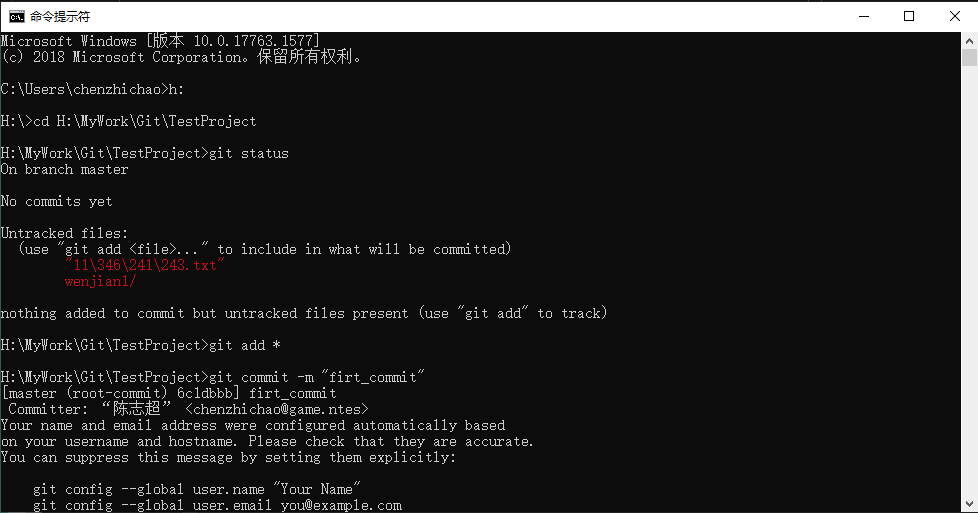 命令提示符
Microsoft Windows [版本 10.0.17763.1577]
(c) 2018 Microsoft Corporation。保留所有权利。
C:\Users\chenzhichao>h:
H:\>cd H:\MyWork\Git\TestProject
H:\MyWork\Git\TestProject>git status
On branch master
No commits yet
Untracked files:
(use "git add <file>..." to include in what will be committed)
"11\346\241\243.txt"
wenjian1/
nothing added to commit but untracked files present (use "git add" to track)
H:\MyWork\Git\TestProject>git add *
H:\MyWork\Git\TestProject>git commit -m "firt_commit"
[master (root-commit) 6c1dbbb] firt_commit
Committer: “陈志超” <chenzhichao@game.ntes>
Your name and email address were configured automatically based
on your username and hostname. Please check that they are accurate.
You can suppress this message by setting them explicitly:
git config --global user.name "Your Name"
git config --global user.email you@example.com